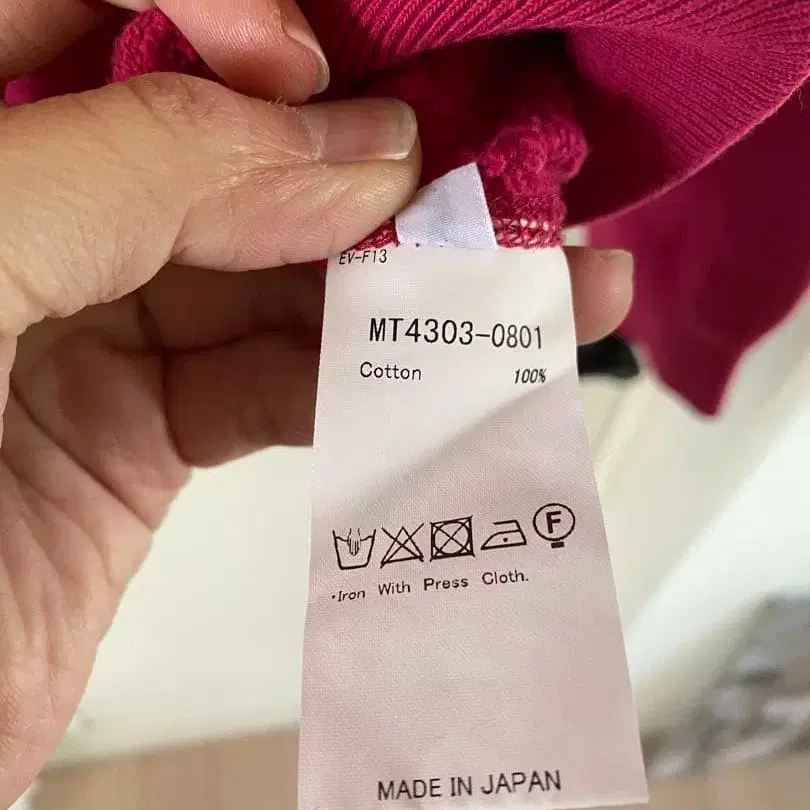 EV-F13
MT4303-0801
Cotton 100%
F
·Iron With Press Cloth.
MADE IN JAPAN